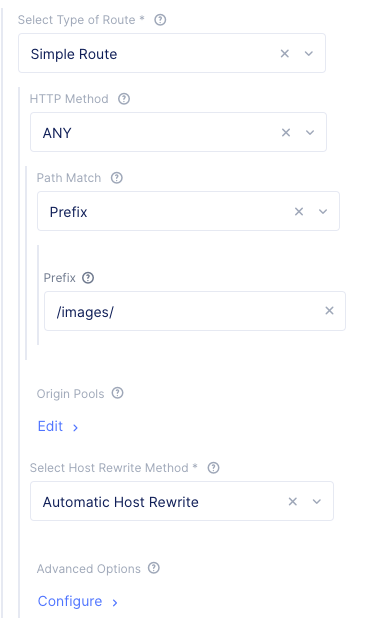 Select Type of Route *
Simple Route
HTTP Method
ANY
Path Match
Prefix
Prefix
/images/
Origin Pools
Edit
Select Host Rewrite Method *
Automatic Host Rewrite
Advanced Options
Configure